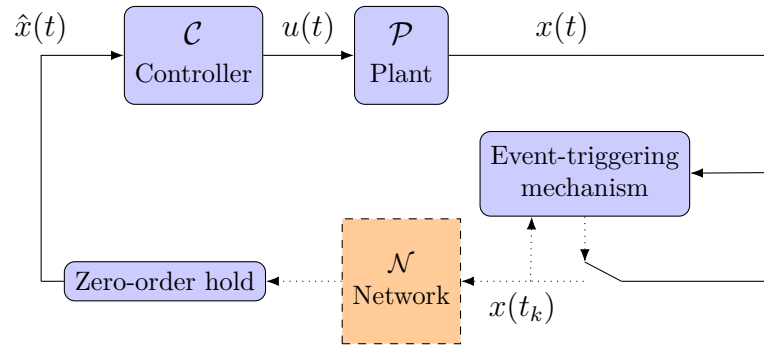 x̂(t)
𝒞
Controller
u(t)
𝒫
Plant
x(t)
Event-triggering
mechanism
Zero-order hold
𝒩
Network
x(t_k)